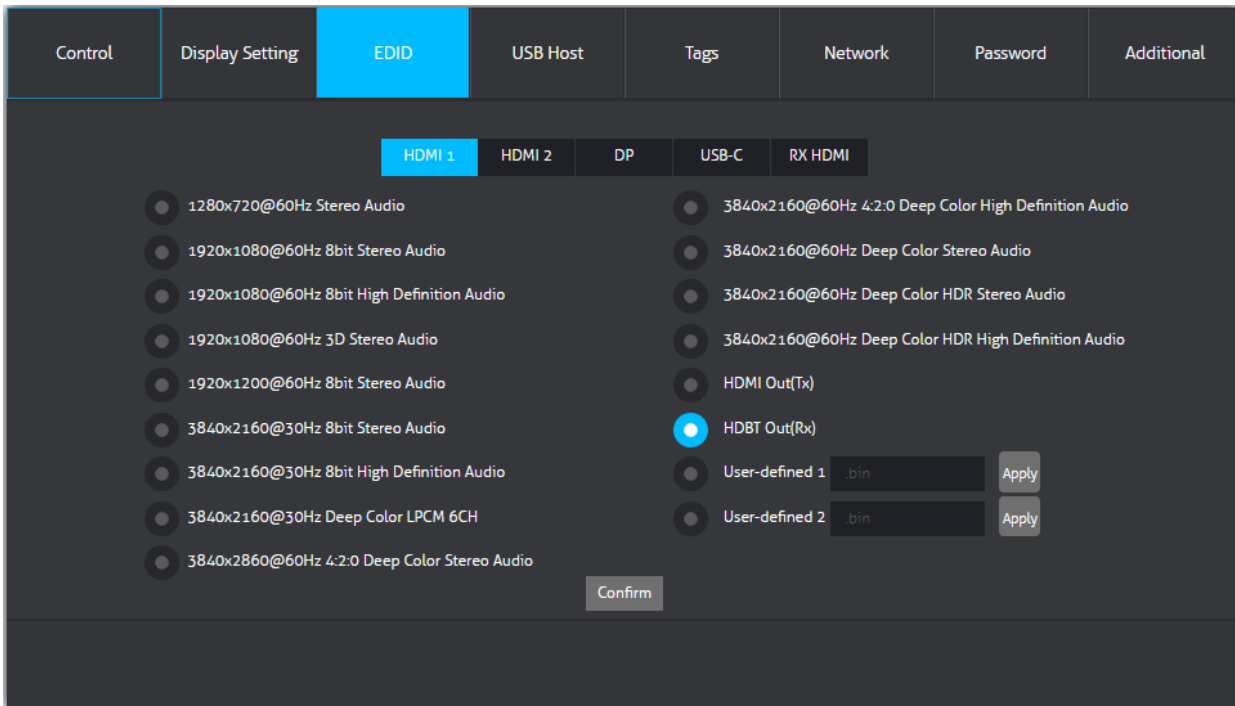 Control Display Setting EDID USB Host Tags Network Password Additional
HDMI 1 HDMI 2 DP USB-C RX HDMI
1280x720@60Hz Stereo Audio
1920x1080@60Hz 8bit Stereo Audio
1920x1080@60Hz 8bit High Definition Audio
1920x1080@60Hz 3D Stereo Audio
1920x1200@60Hz 8bit Stereo Audio
3840x2160@30Hz 8bit Stereo Audio
3840x2160@30Hz 8bit High Definition Audio
3840x2160@30Hz Deep Color LPCM 6CH
3840x2860@60Hz 4:2:0 Deep Color Stereo Audio
3840x2160@60Hz 4:2:0 Deep Color High Definition Audio
3840x2160@60Hz Deep Color Stereo Audio
3840x2160@60Hz Deep Color HDR Stereo Audio
3840x2160@60Hz Deep Color HDR High Definition Audio
HDMI Out(Tx)
HDBT Out(Rx)
User-defined 1 .bin Apply
User-defined 2 .bin Apply
Confirm